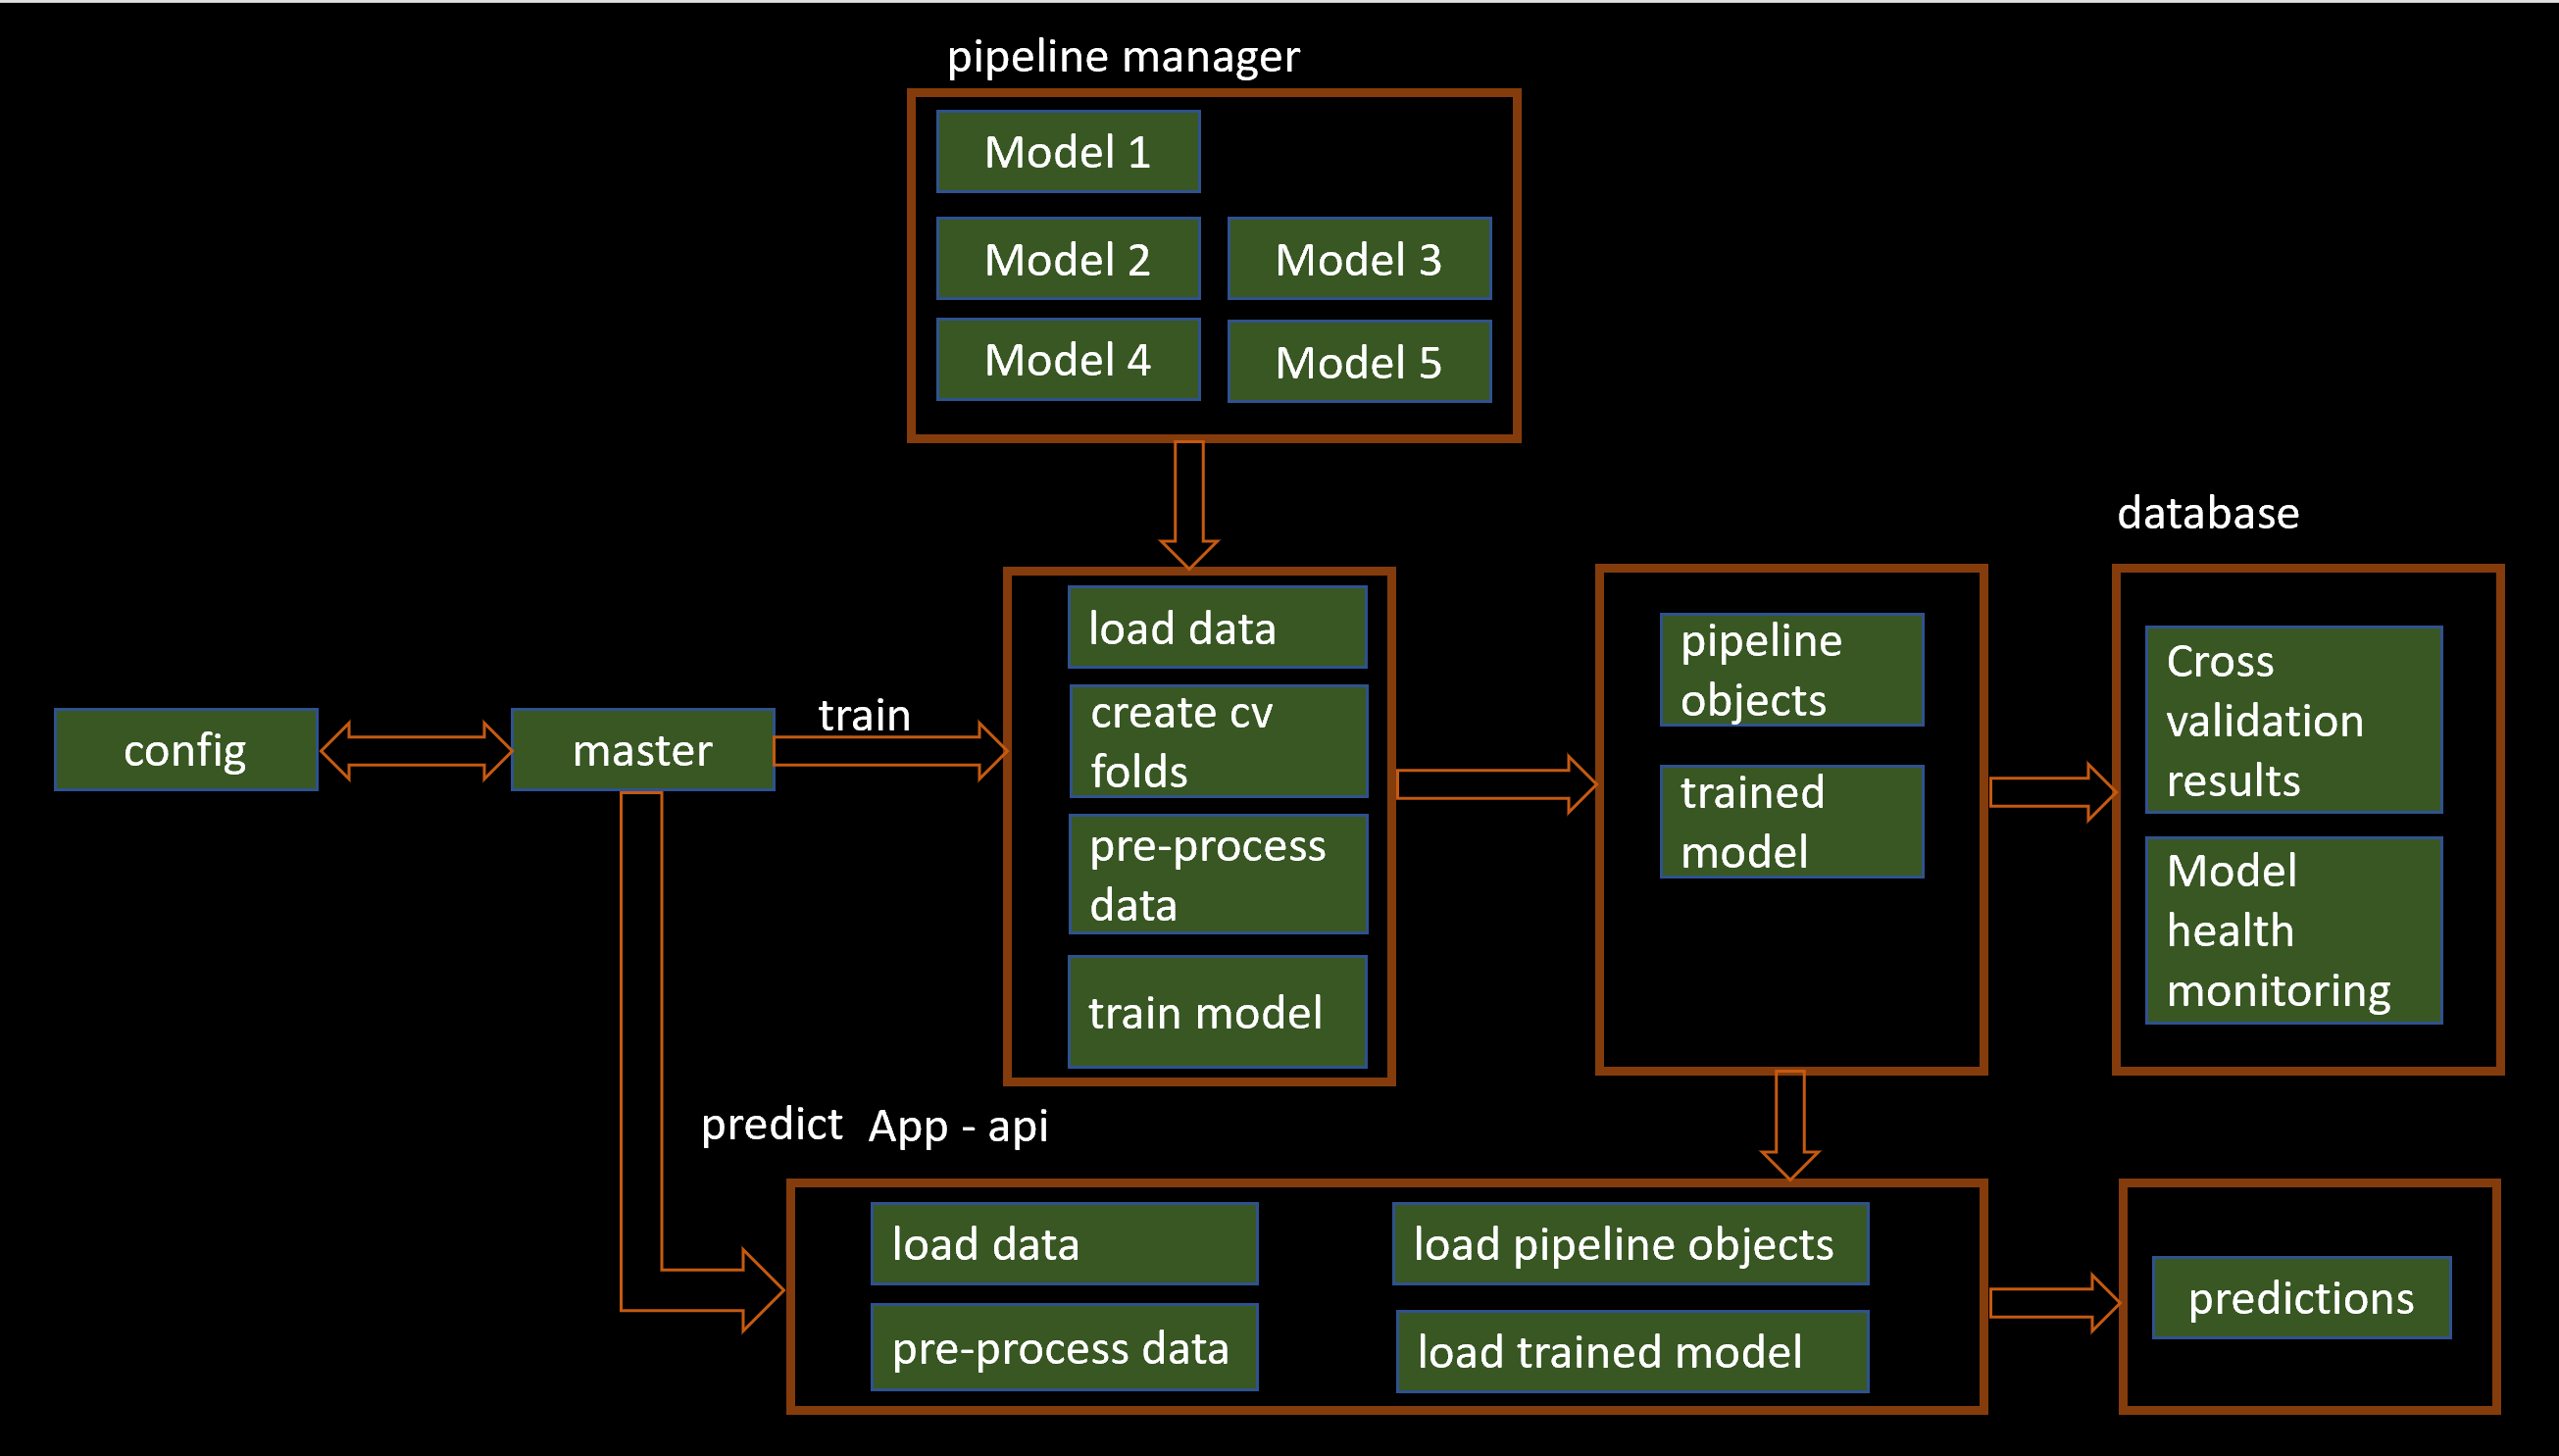 pipeline manager
Model 1
Model 2
Model 3
Model 4
Model 5
database
load data
create cv
folds
pre-process
data
train model
pipeline
objects
trained
model
Cross
validation
results
Model
health
monitoring
config
master
train
predict
App - api
load data
load pipeline objects
pre-process data
load trained model
predictions